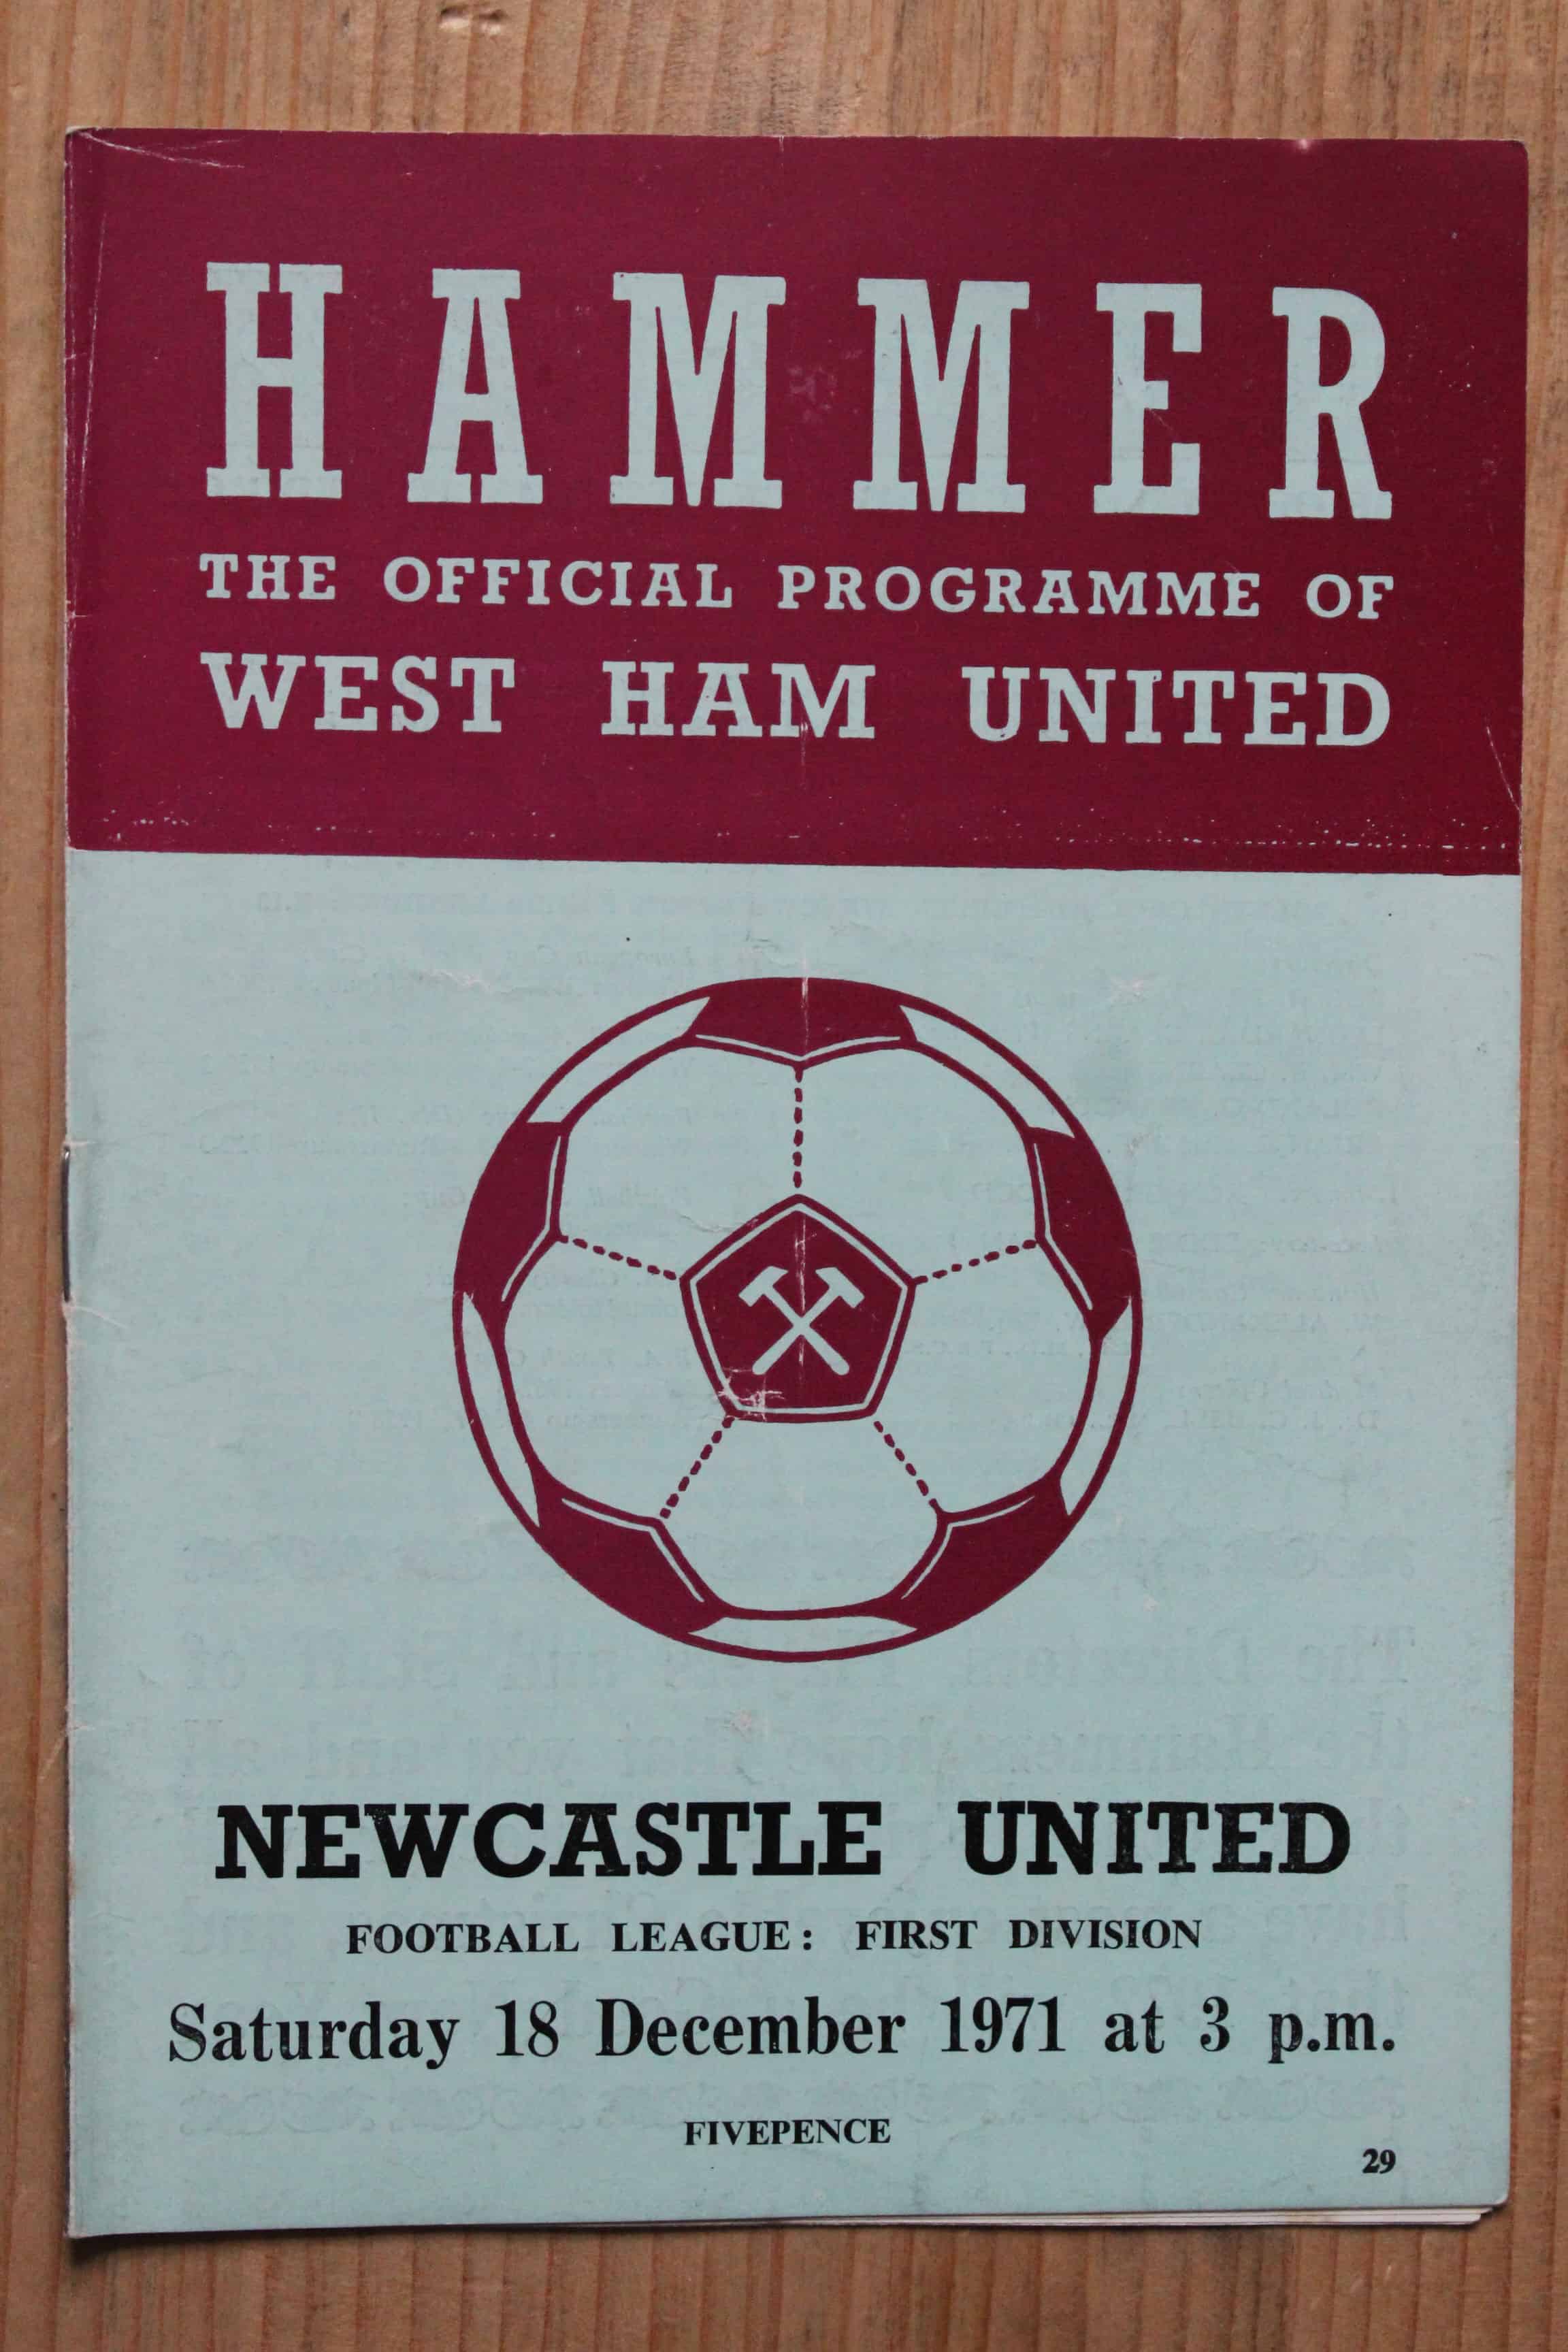 HAMMER
THE OFFICIAL PROGRAMME OF
WEST HAM UNITED
NEWCASTLE UNITED
FOOTBALL LEAGUE: FIRST DIVISION
Saturday 18 December 1971 at 3 p.m.
FIVEPENCE
29